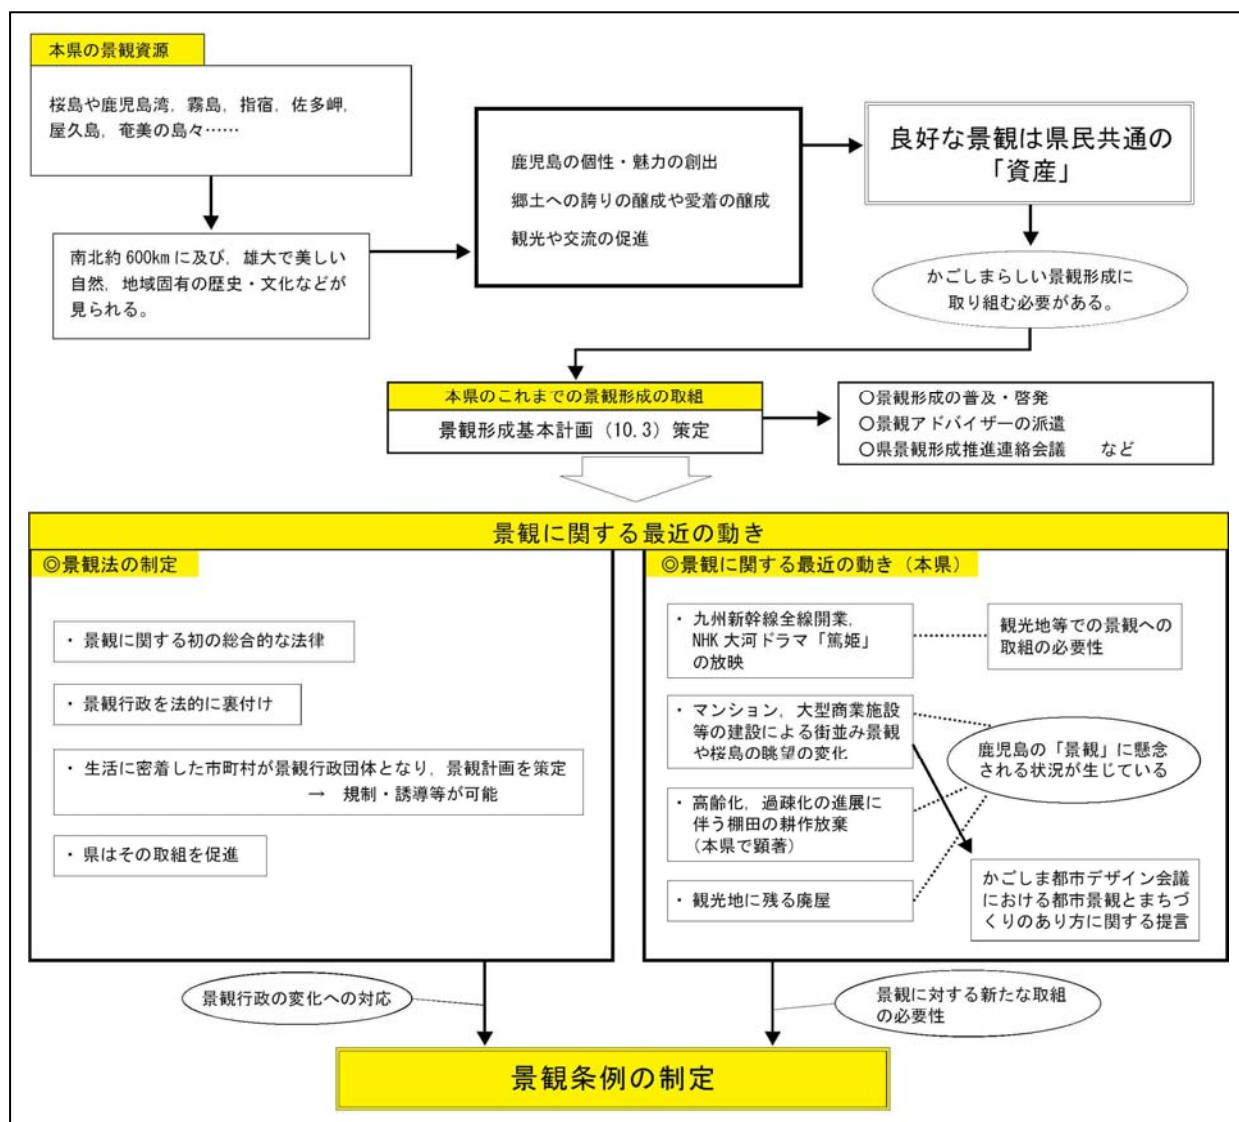 本県の景観資源
桜島や鹿児島湾，霧島，指宿，佐多岬，
屋久島，奄美の島々……
南北約600kmに及び，雄大で美しい
自然，地域固有の歴史・文化などが
見られる。
鹿児島の個性・魅力の創出
郷土への誇りの醸成や愛着の醸成
観光や交流の促進
良好な景観は県民共通の
「資産」
かごしまらしい景観形成に
取り組む必要がある。
本県のこれまでの景観形成の取組
景観形成基本計画（10.3）策定
○景観形成の普及・啓発
○景観アドバイザーの派遣
○県景観形成推進連絡会議　など
景観に関する最近の動き
◎景観法の制定
・ 景観に関する初の総合的な法律
・ 景観行政を法的に裏付け
・ 生活に密着した市町村が景観行政団体となり，景観計画を策定
→　規制・誘導等が可能
・ 県はその取組を促進
◎景観に関する最近の動き（本県）
・ 九州新幹線全線開業，
NHK大河ドラマ「篤姫」
の放映
観光地等での景観への
取組の必要性
・ マンション，大型商業施設
等の建設による街並み景観
や桜島の眺望の変化
鹿児島の「景観」に懸念
される状況が生じている
・ 高齢化，過疎化の進展に
伴う棚田の耕作放棄
（本県で顕著）
・ 観光地に残る廃屋
かごしま都市デザイン会議
における都市景観とまちづ
くりのあり方に関する提言
景観行政の変化への対応
景観に対する新たな取組
の必要性
景観条例の制定